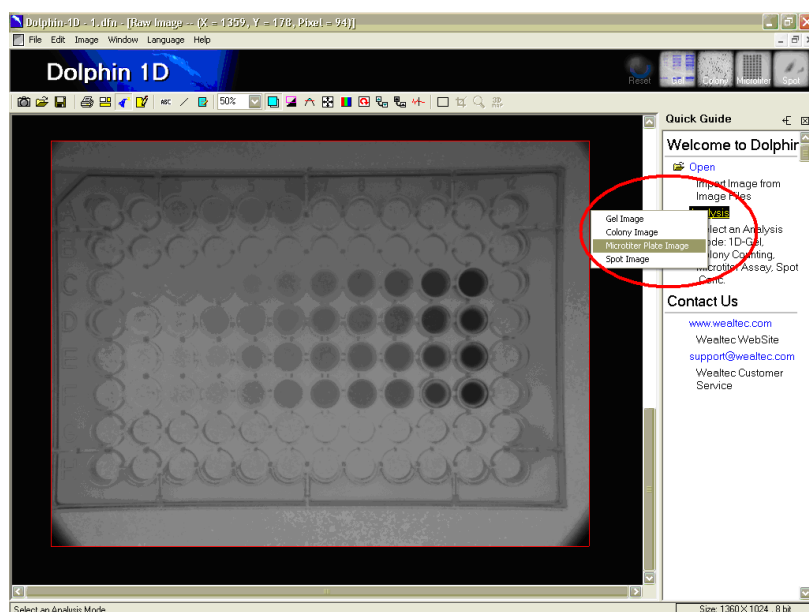 Dolphin-1D - 1.dfn - [Raw Image -- (X = 1359, Y = 178, Pixel = 94)]
File Edit Image Window Language Help
Dolphin 1D
Reset Gel Colony Microtiter Spot
ABC 50%
Quick Guide
Welcome to Dolphin
Open
Import Image from
Image Files
Analysis
Select an Analysis
Mode: 1D-Gel,
Colony Counting,
Microtiter Assay, Spot
Conc.
Gel Image
Colony Image
Microtiter Plate Image
Spot Image
Contact Us
www.wealtec.com
Wealtec WebSite
support@wealtec.com
Wealtec Customer
Service
Select an Analysis Mode
Size: 1360 X 1024 , 8 bit